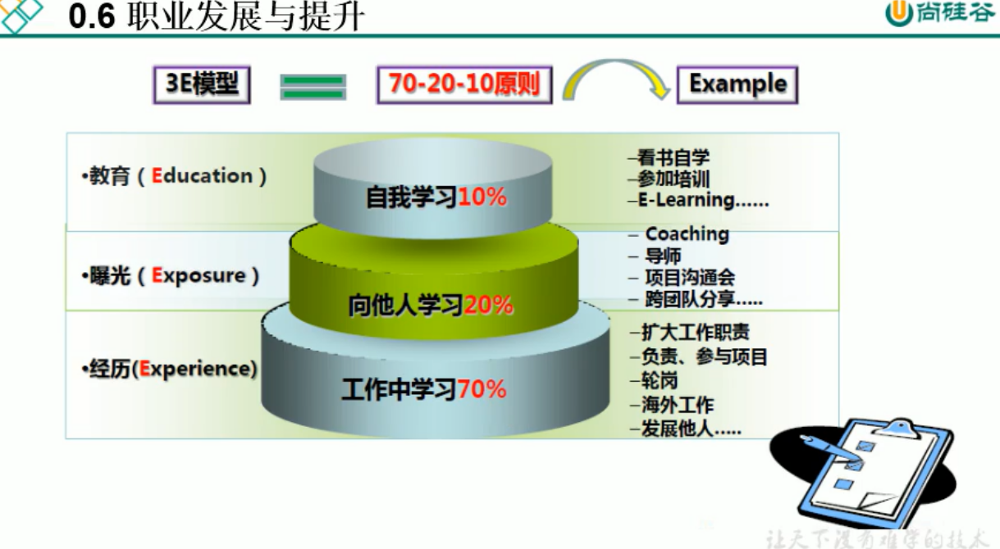 0.6 职业发展与提升
尚硅谷
3E模型
70-20-10原则
Example
•教育（Education）
自我学习10%
–看书自学
–参加培训
–E-Learning……
•曝光（Exposure）
向他人学习20%
– Coaching
– 导师
– 项目沟通会
– 跨团队分享…..
•经历(Experience)
工作中学习70%
–扩大工作职责
–负责、参与项目
–轮岗
–海外工作
–发展他人…..
让天下没有难学的技术